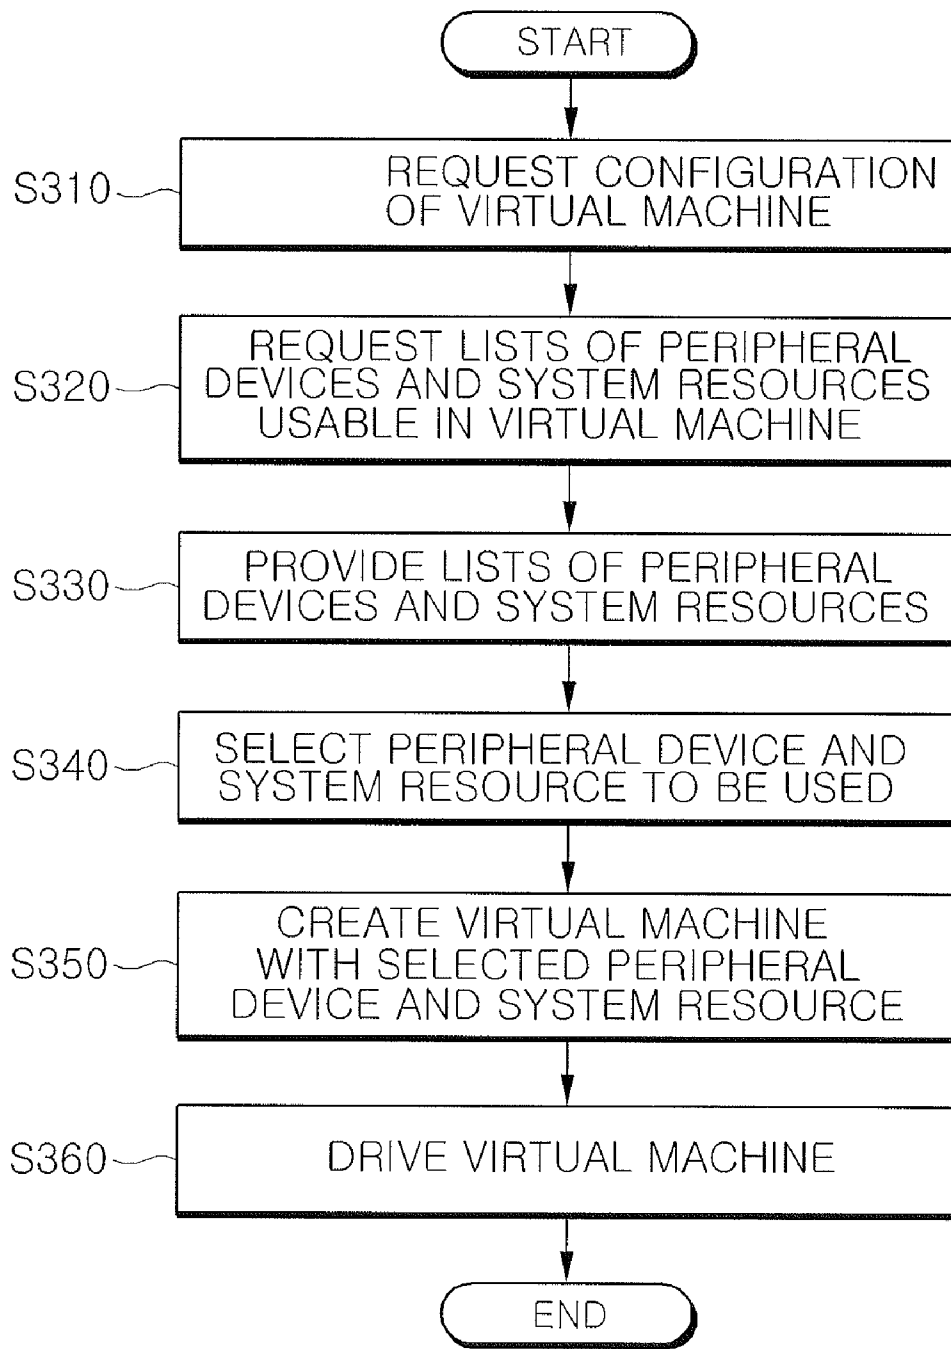 START
S310
REQUEST CONFIGURATION
OF VIRTUAL MACHINE
S320
REQUEST LISTS OF PERIPHERAL
DEVICES AND SYSTEM RESOURCES
USABLE IN VIRTUAL MACHINE
S330
PROVIDE LISTS OF PERIPHERAL
DEVICES AND SYSTEM RESOURCES
S340
SELECT PERIPHERAL DEVICE AND
SYSTEM RESOURCE TO BE USED
S350
CREATE VIRTUAL MACHINE
WITH SELECTED PERIPHERAL
DEVICE AND SYSTEM RESOURCE
S360
DRIVE VIRTUAL MACHINE
END